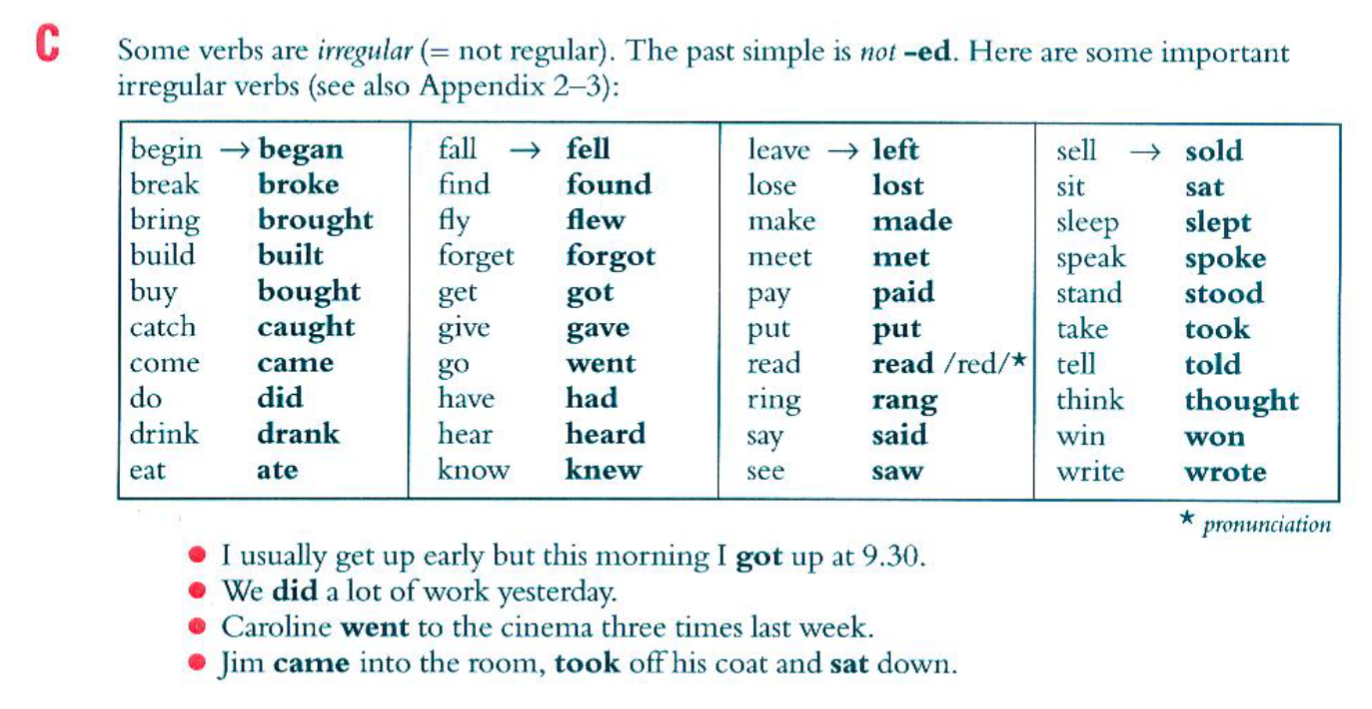 C
Some verbs are irregular (= not regular). The past simple is not -ed. Here are some important
irregular verbs (see also Appendix 2–3):
begin → began fall → fell leave → left sell → sold
break broke find found lose lost sit sat
bring brought fly flew make made sleep slept
build built forget forgot meet met speak spoke
buy bought get got pay paid stand stood
catch caught give gave put put take took
come came go went read read /red/★ tell told
do did have had ring rang think thought
drink drank hear heard say said win won
eat ate know knew see saw write wrote
★ pronunciation
● I usually get up early but this morning I got up at 9.30.
● We did a lot of work yesterday.
● Caroline went to the cinema three times last week.
● Jim came into the room, took off his coat and sat down.